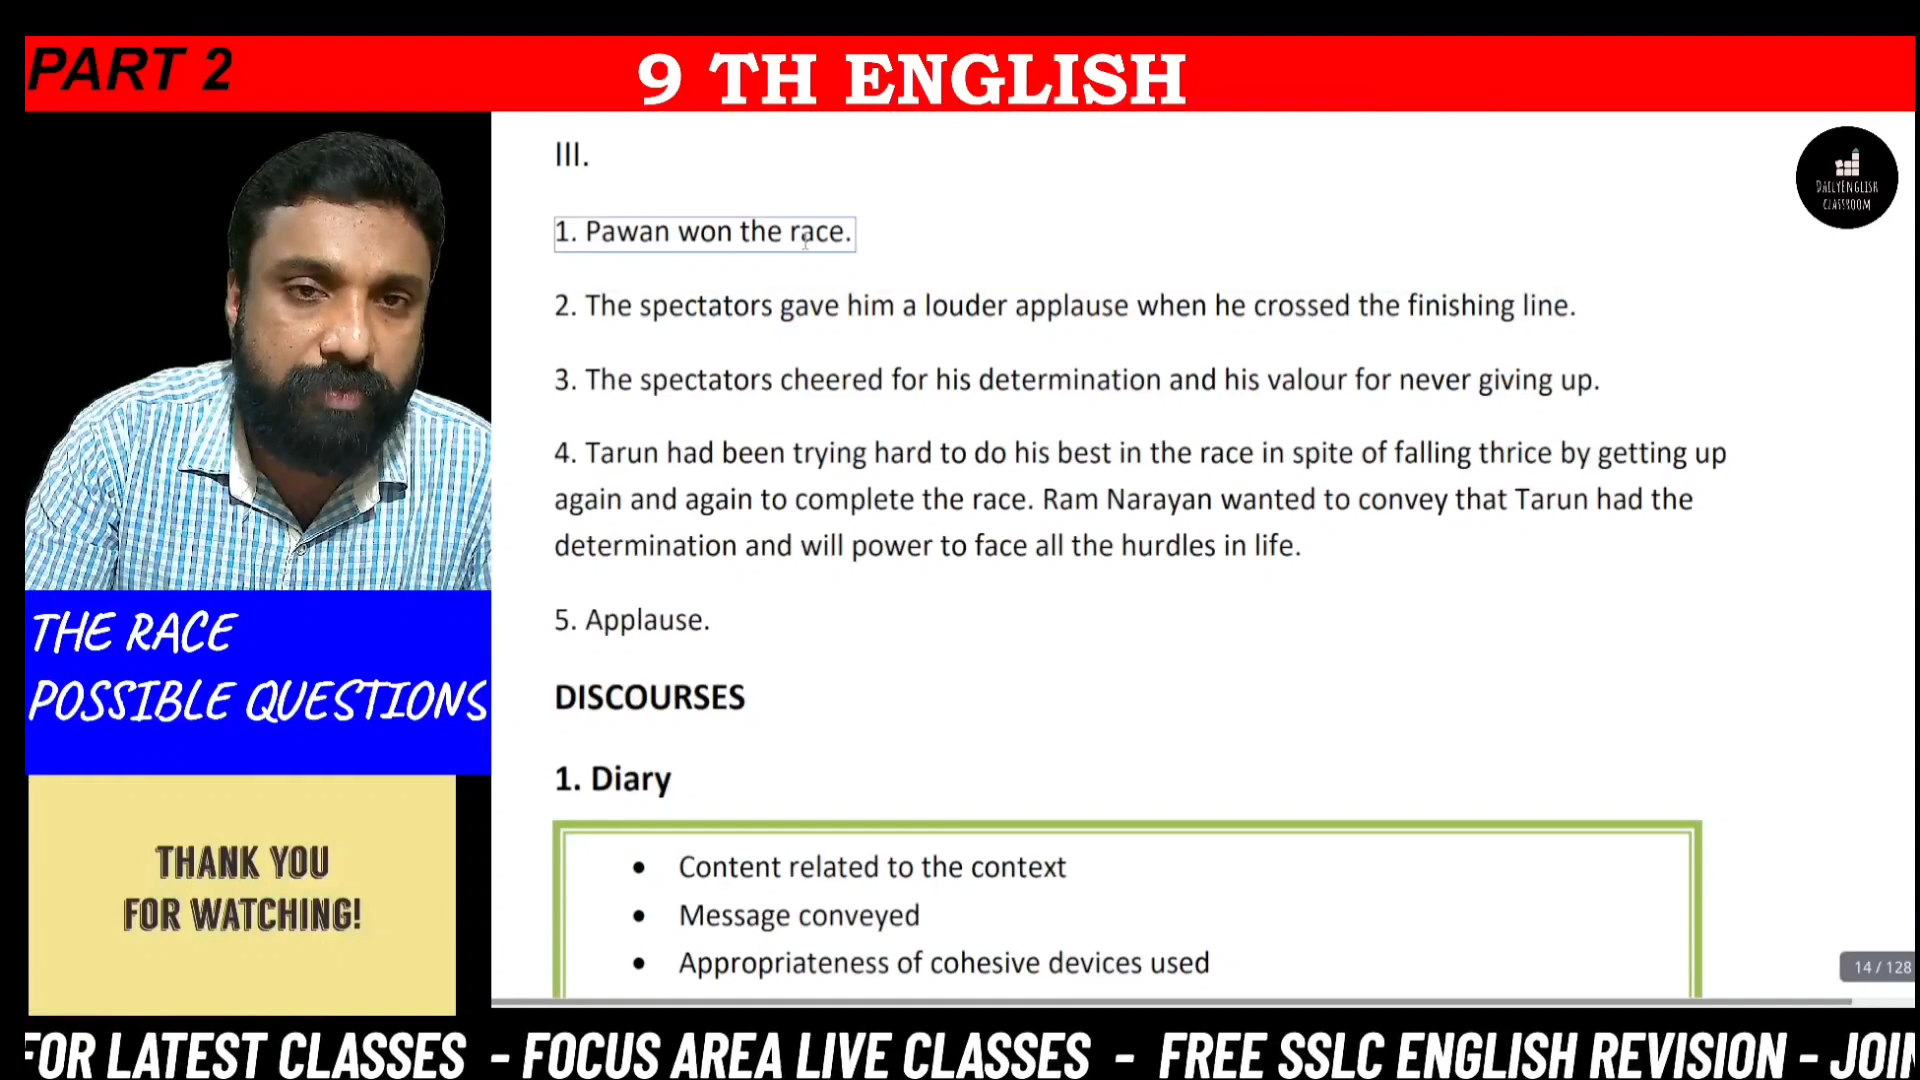 PART 2
9 TH ENGLISH
III.
DAILYENGLISH
CLASSROOM
1. Pawan won the race.
2. The spectators gave him a louder applause when he crossed the finishing line.
3. The spectators cheered for his determination and his valour for never giving up.
4. Tarun had been trying hard to do his best in the race in spite of falling thrice by getting up
again and again to complete the race. Ram Narayan wanted to convey that Tarun had the
determination and will power to face all the hurdles in life.
5. Applause.
DISCOURSES
1. Diary
• Content related to the context
• Message conveyed
• Appropriateness of cohesive devices used
14 / 128
THE RACE
POSSIBLE QUESTIONS
THANK YOU
FOR WATCHING!
FOR LATEST CLASSES - FOCUS AREA LIVE CLASSES - FREE SSLC ENGLISH REVISION - JOIN